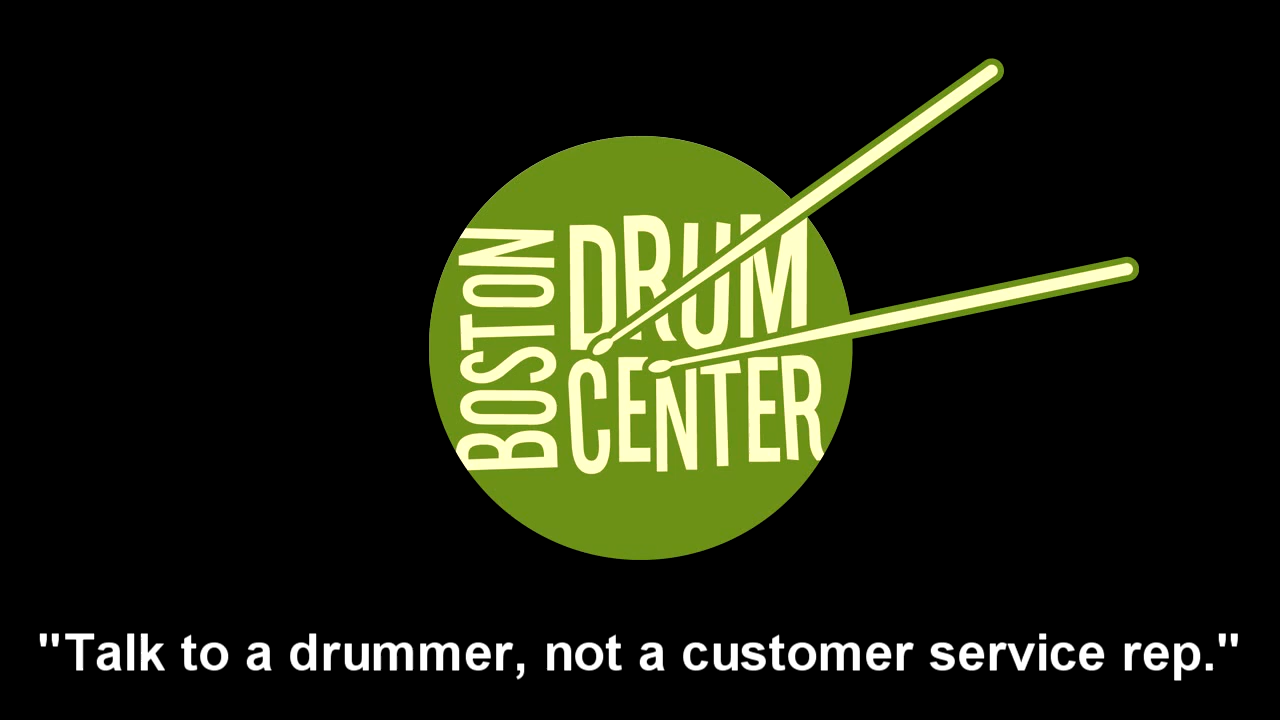 BOSTON
DRUM
CENTER
"Talk to a drummer, not a customer service rep."